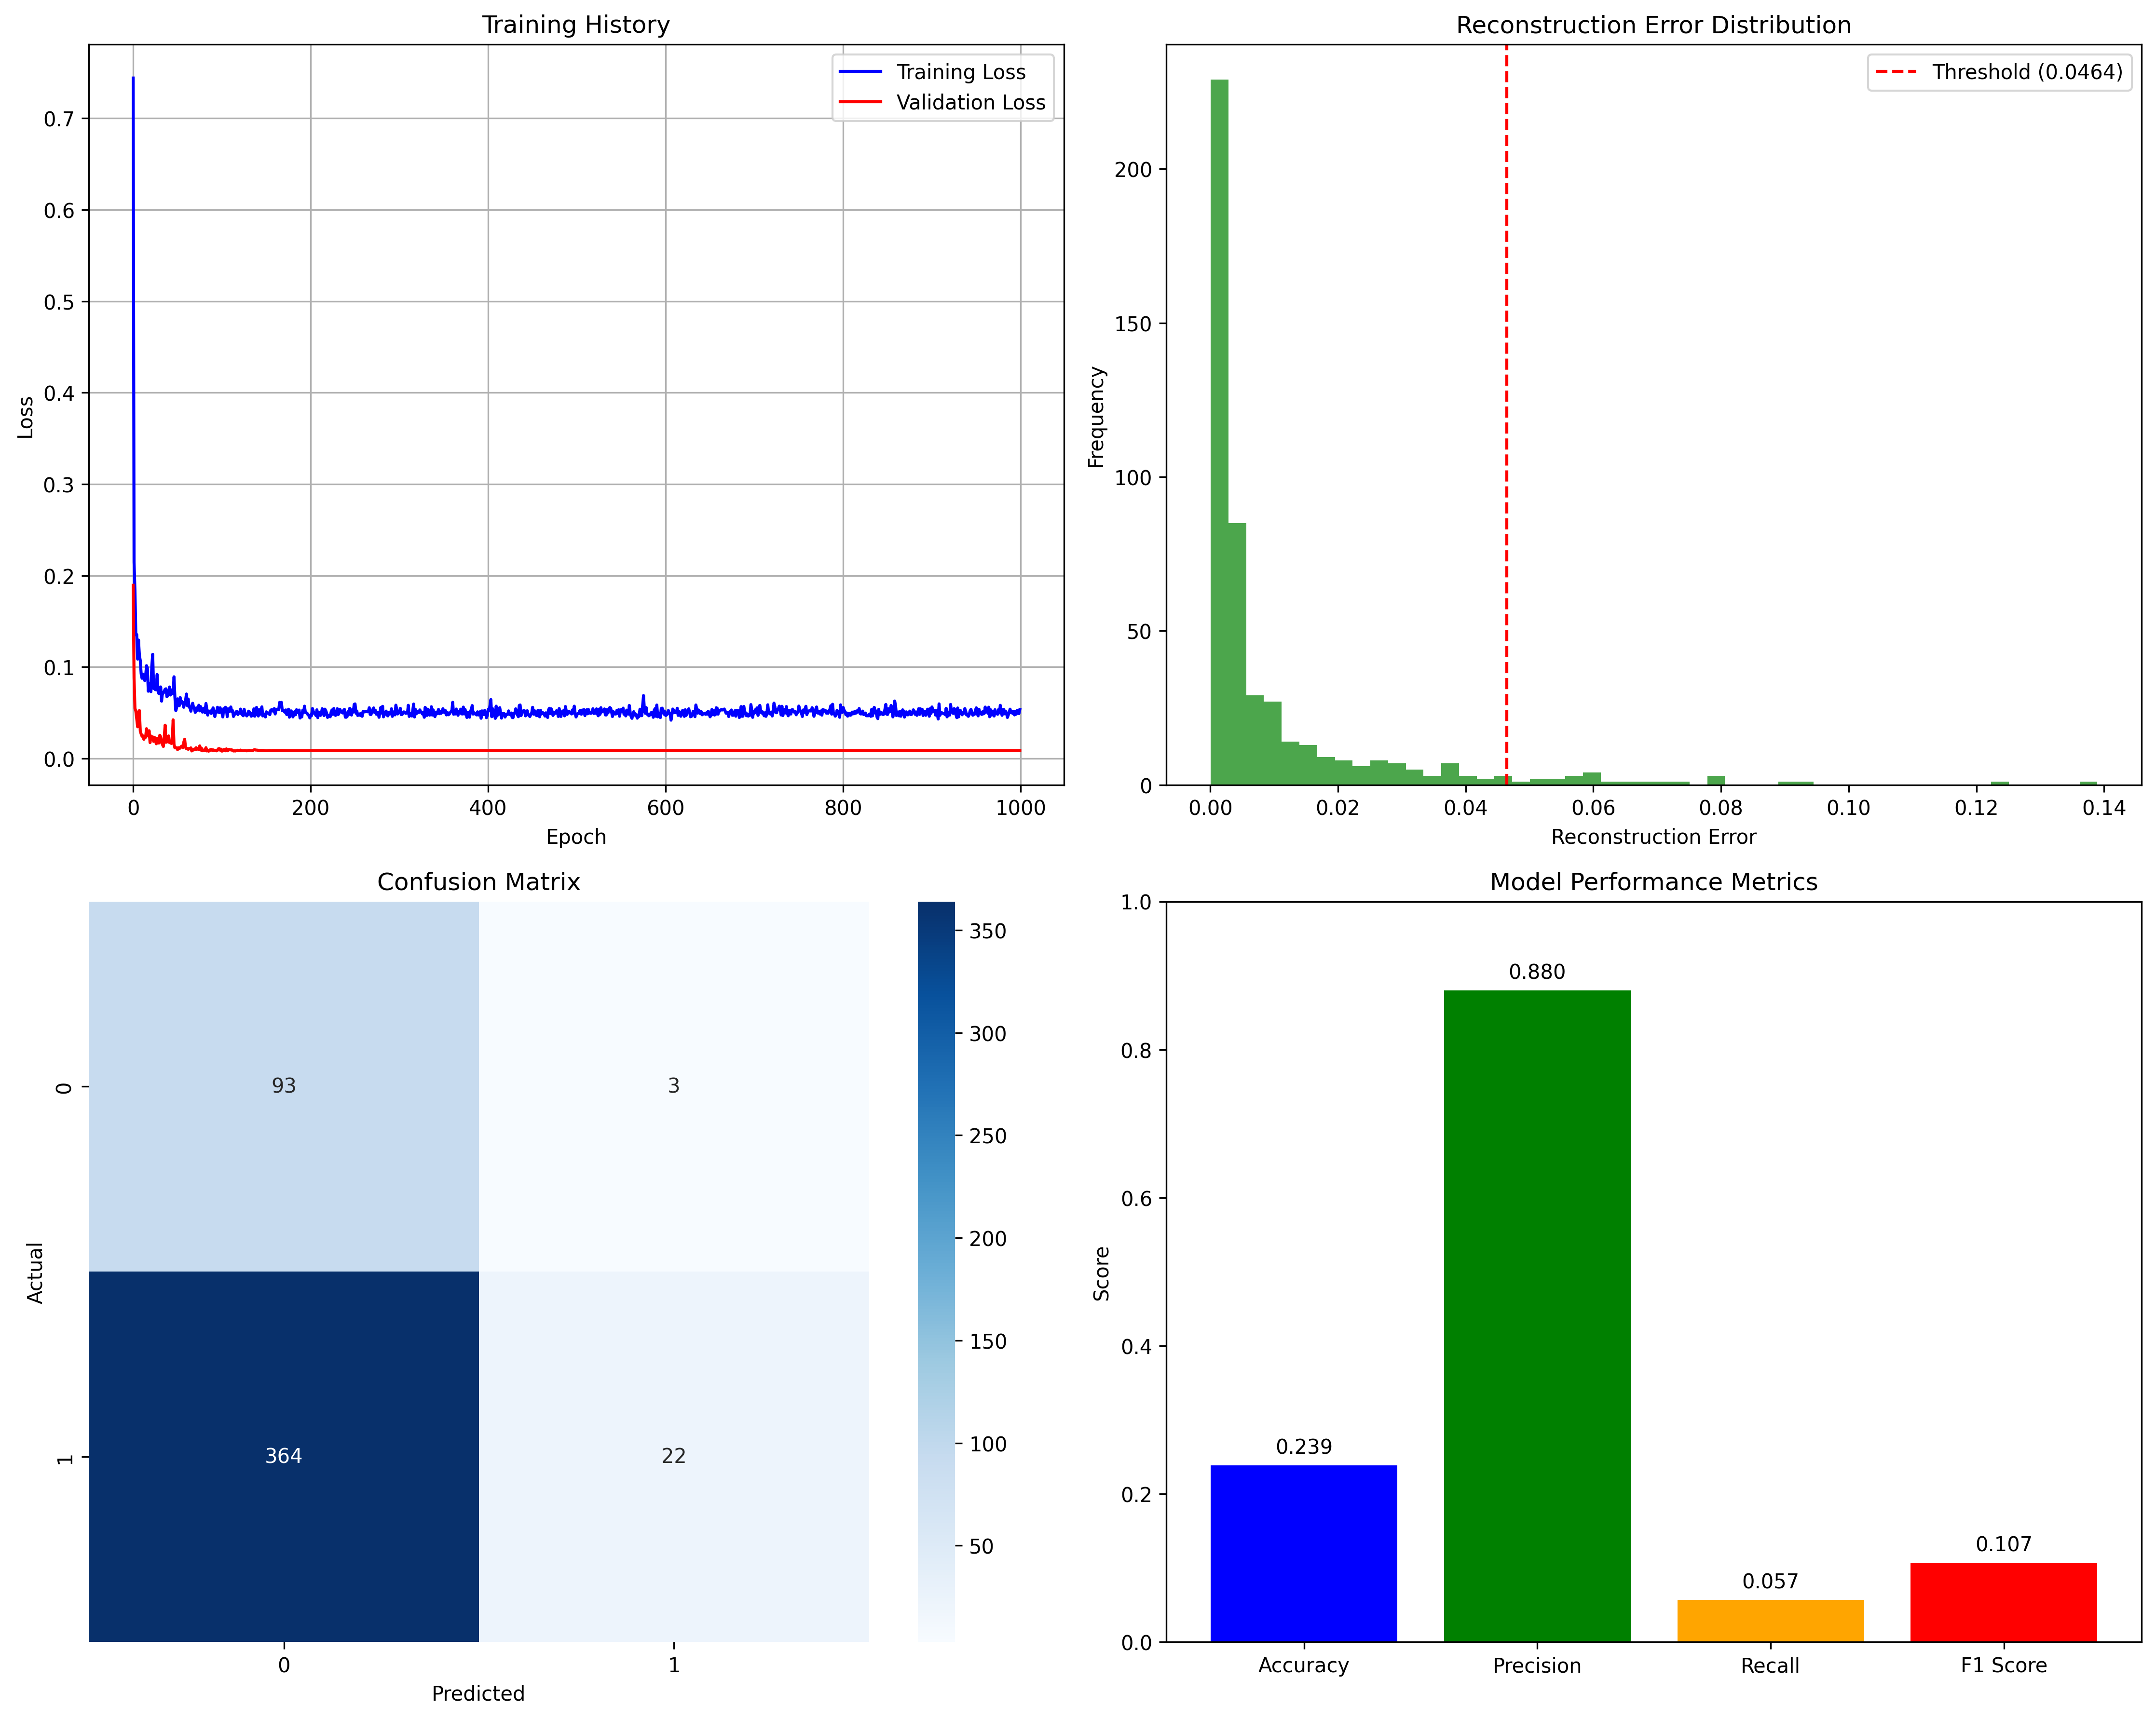 Training History
Training Loss
Validation Loss
0.7
0.6
0.5
0.4
0.3
0.2
0.1
0.0
Loss
0 200 400 600 800 1000
Epoch
Reconstruction Error Distribution
Threshold (0.0464)
200
150
100
50
0
Frequency
0.00 0.02 0.04 0.06 0.08 0.10 0.12 0.14
Reconstruction Error
Confusion Matrix
93 3
364 22
0
1
Actual
0 1
Predicted
350
300
250
200
150
100
50
Model Performance Metrics
1.0
0.8
0.6
0.4
0.2
0.0
Score
0.239
0.880
0.057
0.107
Accuracy Precision Recall F1 Score